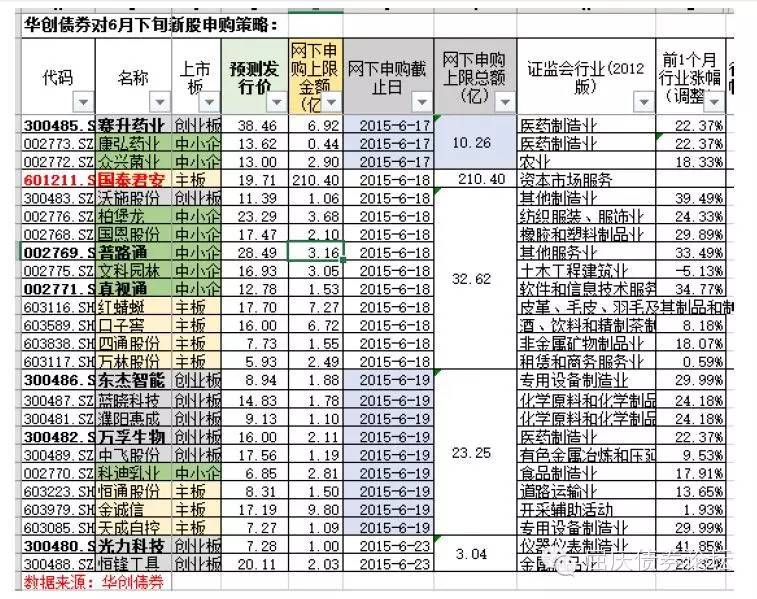 华创债券对6月下旬新股申购策略：
代码 名称 上市板 预测发行价 网下申购上限金额（亿） 网下申购截止日 网下申购上限总额（亿） 证监会行业(2012版) 前1个月行业涨幅（调整）
300485.S 赛升药业 创业板 38.46 6.92 2015-6-17 10.26 医药制造业 22.37%
002773.SZ 康弘药业 中小企 13.62 0.44 2015-6-17 医药制造业 22.37%
002772.SZ 众兴菌业 中小企 13.00 2.90 2015-6-17 农业 18.33%
601211.S 国泰君安 主板 19.71 210.40 2015-6-18 210.40 资本市场服务
300483.SZ 沃施股份 创业板 11.39 1.06 2015-6-18 32.62 其他制造业 39.49%
002776.SZ 柏堡龙 中小企 23.29 3.68 2015-6-18 纺织服装、服饰业 24.33%
002768.SZ 国恩股份 中小企 17.47 2.10 2015-6-18 橡胶和塑料制品业 29.89%
002769.S 普路通 中小企 28.49 3.16 2015-6-18 其他服务业 33.49%
002775.SZ 文科园林 中小企 16.93 3.05 2015-6-18 土木工程建筑业 -5.13%
002771.S 真视通 中小企 12.78 1.53 2015-6-18 软件和信息技术服务 34.77%
603116.SH 红蜻蜓 主板 17.70 7.27 2015-6-18 皮革、毛皮、羽毛及其制品和制
603589.SH 口子窖 主板 16.00 6.72 2015-6-18 酒、饮料和精制茶制 8.18%
603838.SH 四通股份 主板 7.73 1.55 2015-6-18 非金属矿物制品业 18.07%
603117.SH 万林股份 主板 5.93 2.49 2015-6-18 租赁和商务服务业 0.59%
300486.S 东杰智能 创业板 8.94 1.88 2015-6-19 23.25 专用设备制造业 29.99%
300487.SZ 蓝晓科技 创业板 14.83 1.78 2015-6-19 化学原料和化学制品 24.18%
300481.SZ 濮阳惠成 创业板 9.13 1.10 2015-6-19 化学原料和化学制品 24.18%
300482.S 万孚生物 创业板 16.00 2.11 2015-6-19 医药制造业 22.37%
300489.SZ 中飞股份 创业板 17.56 1.19 2015-6-19 有色金属冶炼和压延 9.53%
002770.SZ 科迪乳业 中小企 6.85 2.81 2015-6-19 食品制造业 17.91%
603223.SH 恒通股份 主板 8.31 1.50 2015-6-19 道路运输业 13.65%
603979.SH 金诚信 主板 17.19 9.80 2015-6-19 开采辅助活动 1.93%
603085.SH 天成自控 主板 7.27 1.09 2015-6-19 专用设备制造业 29.99%
300480.S 光力科技 创业板 7.28 1.00 2015-6-23 3.04 仪器仪表制造业 41.85%
300488.SZ 恒锋工具 创业板 20.11 2.03 2015-6-23 金属制品业
数据来源：华创债券